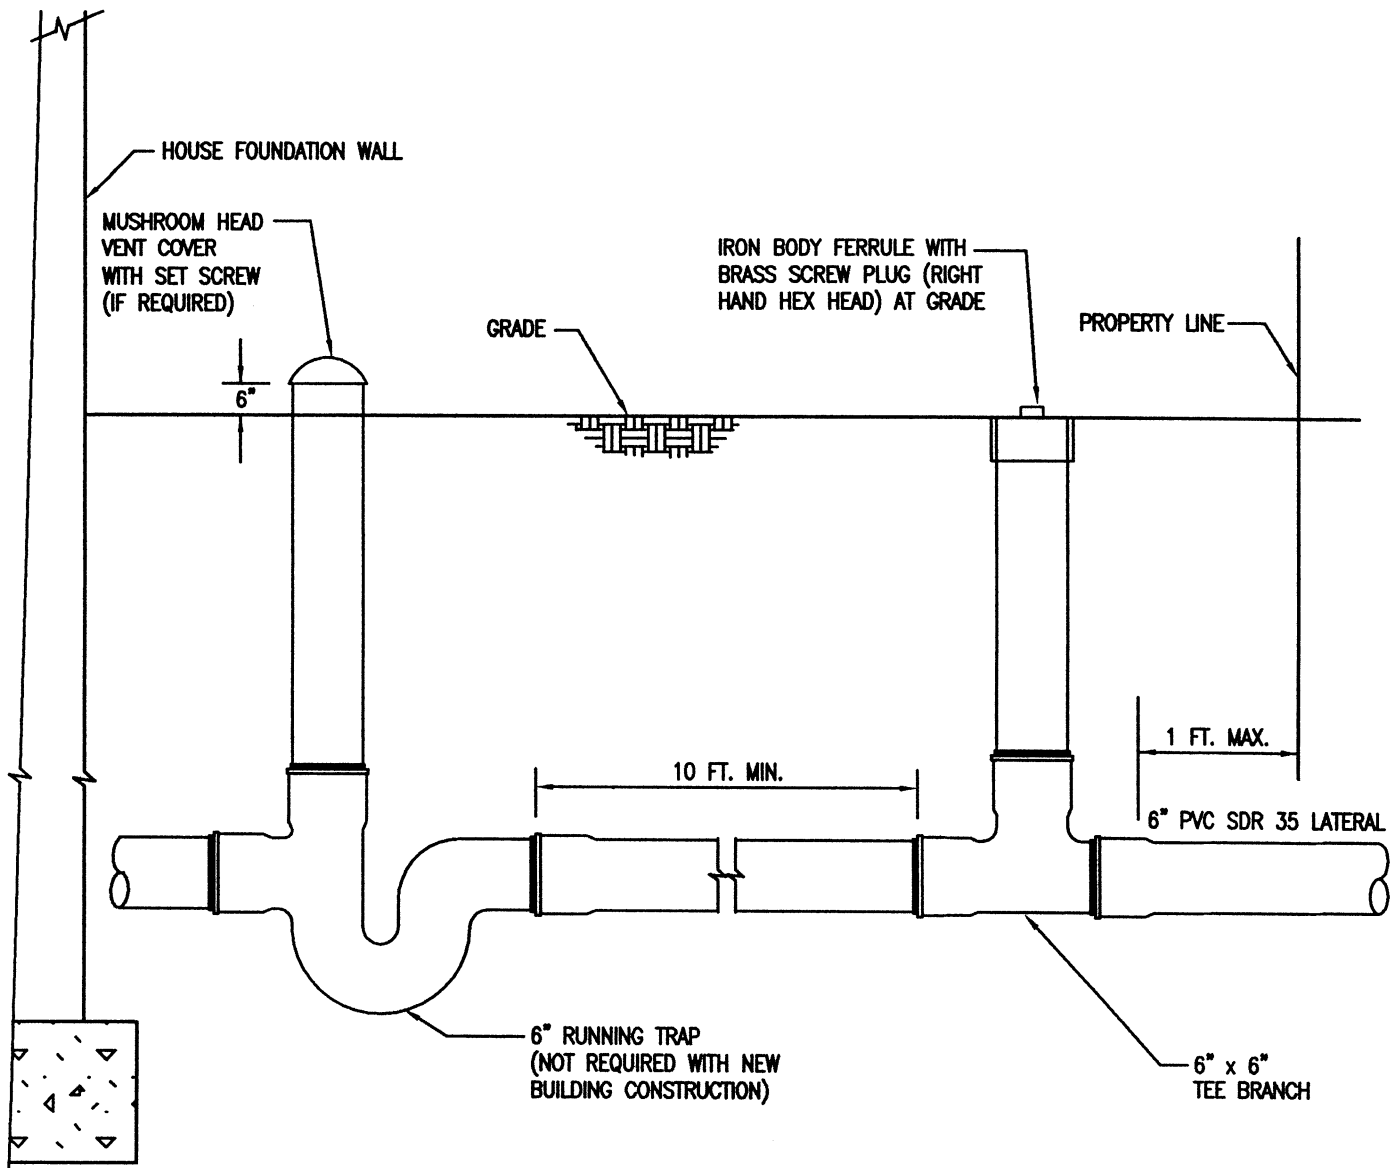 HOUSE FOUNDATION WALL
MUSHROOM HEAD
VENT COVER
WITH SET SCREW
(IF REQUIRED)
IRON BODY FERRULE WITH
BRASS SCREW PLUG (RIGHT
HAND HEX HEAD) AT GRADE
GRADE
PROPERTY LINE
6"
1 FT. MAX.
10 FT. MIN.
6" PVC SDR 35 LATERAL
6" RUNNING TRAP
(NOT REQUIRED WITH NEW
BUILDING CONSTRUCTION)
6" x 6"
TEE BRANCH